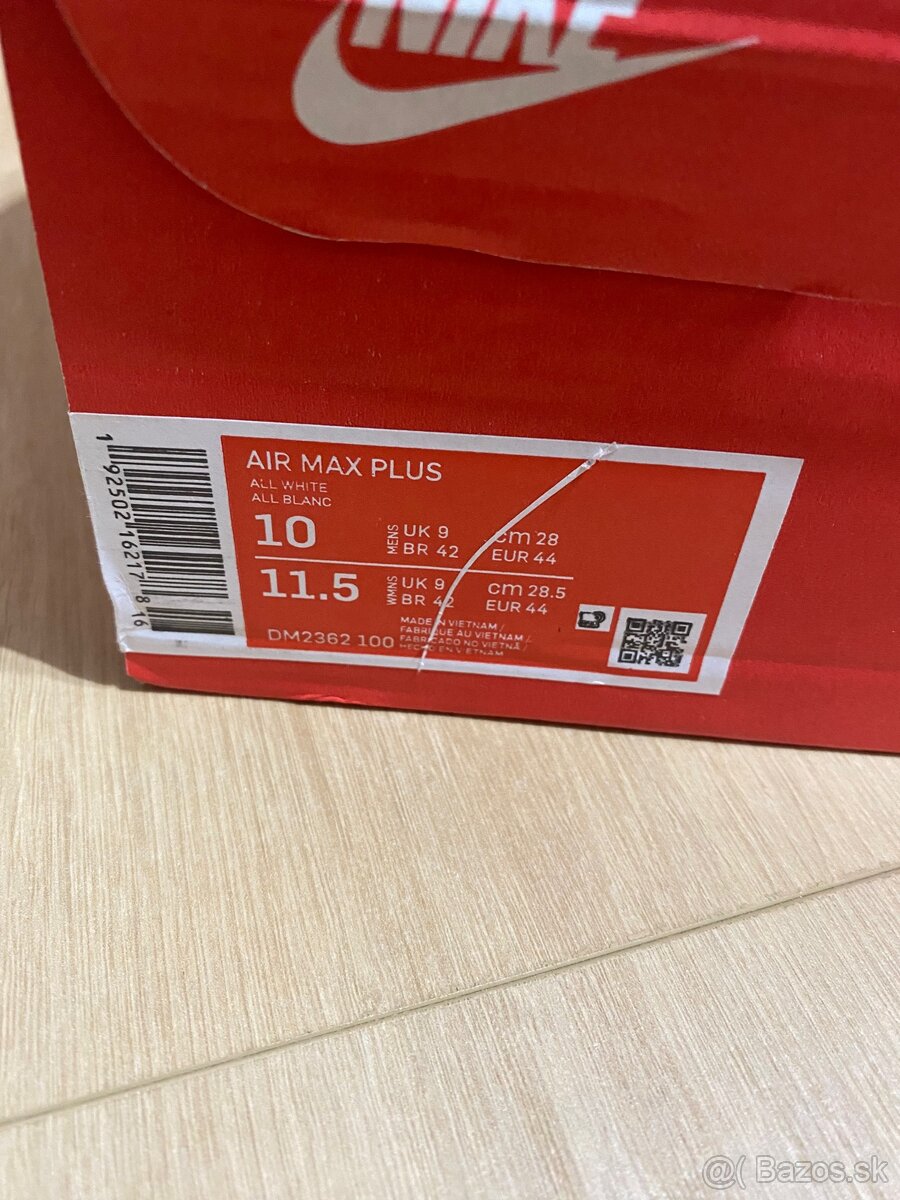 NIKE
1 92502 16217 8 16
AIR MAX PLUS
ALL WHITE
ALL BLANC
10
MENS
UK 9
BR 42
cm 28
EUR 44
11.5
WMNS
UK 9
BR 42
cm 28.5
EUR 44
DM2362 100
MADE IN VIETNAM /
FABRIQUE AU VIETNAM /
FABRICADO NO VIETNÃ /
HECHO EN VIETNAM
@( Bazos.sk